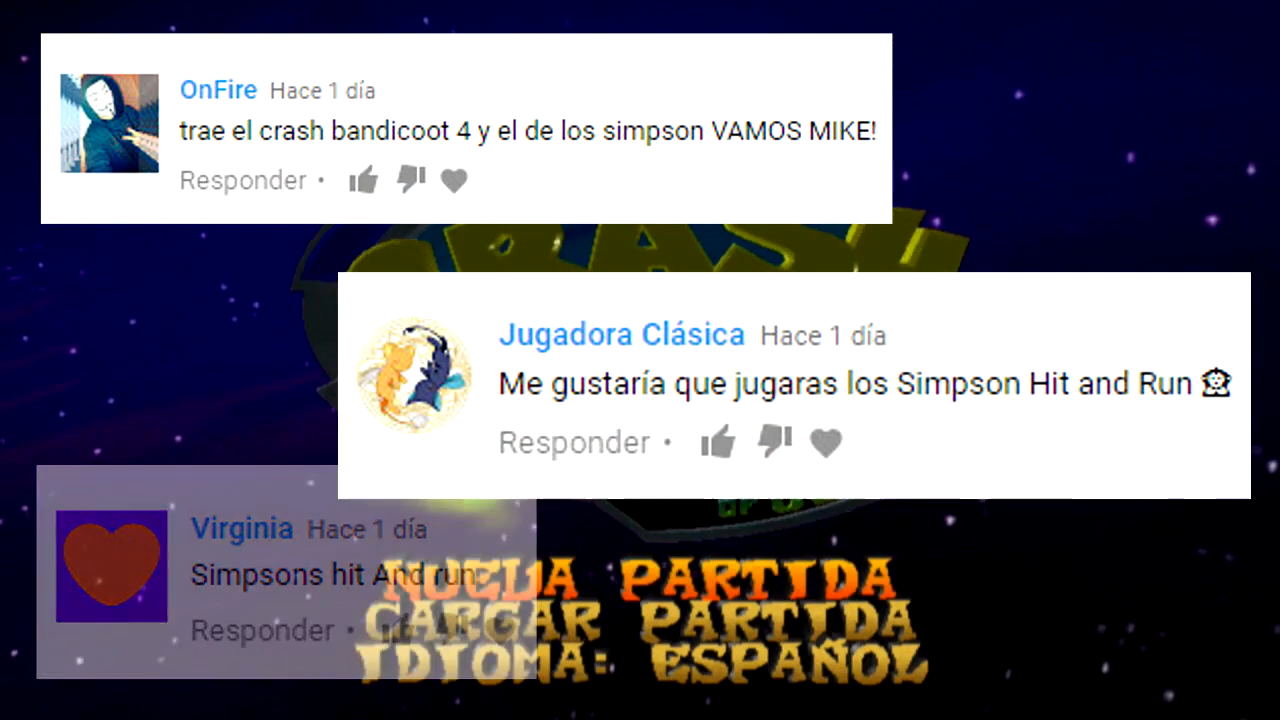 OnFire Hace 1 día
trae el crash bandicoot 4 y el de los simpson VAMOS MIKE!
Responder •
CRASH
Jugadora Clásica Hace 1 día
Me gustaría que jugaras los Simpson Hit and Run
Responder •
Virginia Hace 1 día
Simpsons hit And run
Responder •
NUEVA PARTIDA
CARGAR PARTIDA
IDIOMA: ESPAÑOL